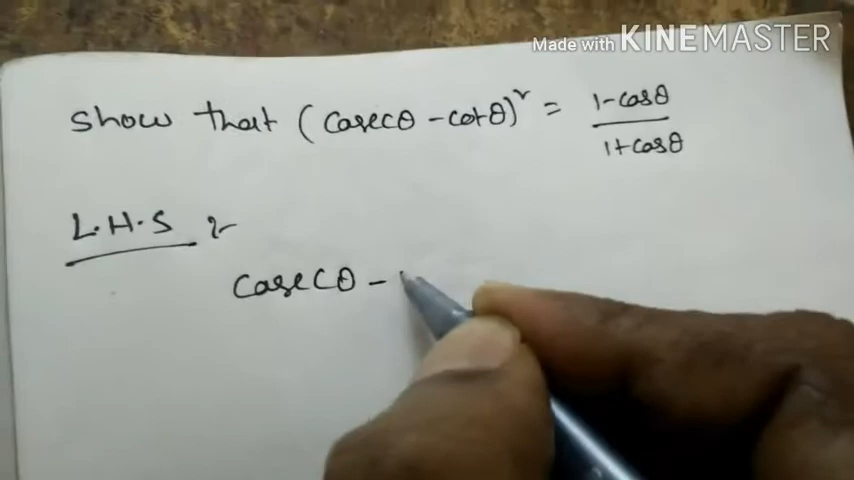 Made with KINEMASTER
Show that (cosecθ - cotθ)² = 1-cosθ / 1+cosθ
L.H.S :-
cosecθ -